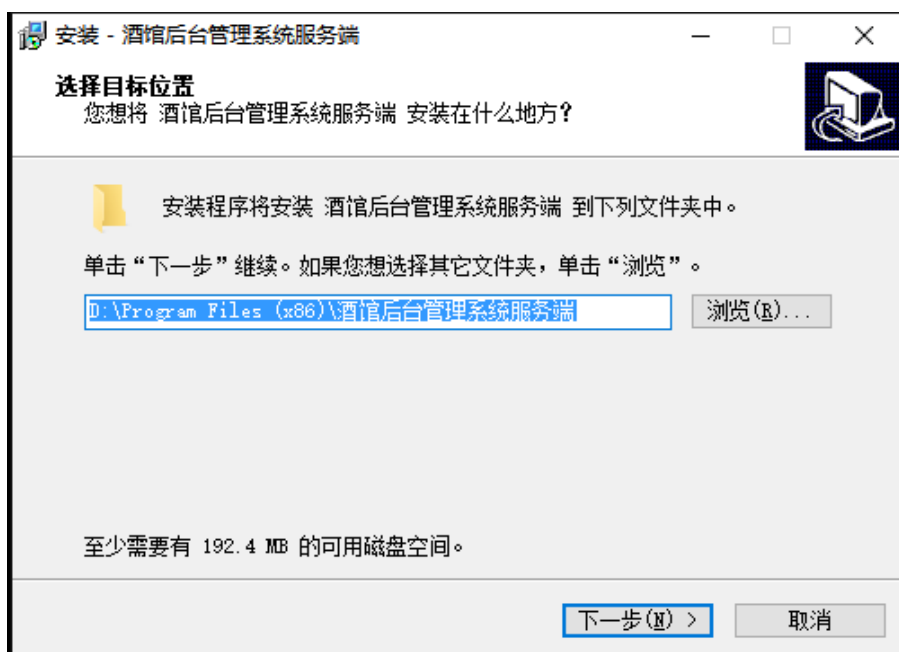 安装 - 酒馆后台管理系统服务端
选择目标位置
您想将 酒馆后台管理系统服务端 安装在什么地方?
安装程序将安装 酒馆后台管理系统服务端 到下列文件夹中。
单击“下一步”继续。如果您想选择其它文件夹，单击“浏览”。
D:\Program Files (x86)\酒馆后台管理系统服务端
浏览(R)...
至少需要有 192.4 MB 的可用磁盘空间。
下一步(N) >
取消